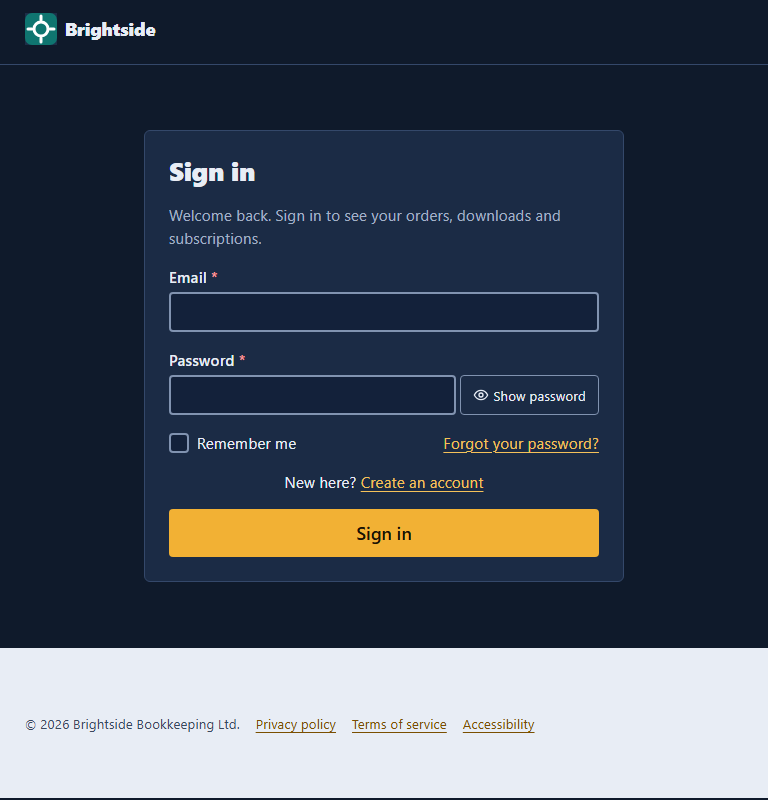 Brightside
Sign in
Welcome back. Sign in to see your orders, downloads and
subscriptions.
Email *
Password *
Show password
Remember me
Forgot your password?
New here? Create an account
Sign in
© 2026 Brightside Bookkeeping Ltd. Privacy policy Terms of service Accessibility